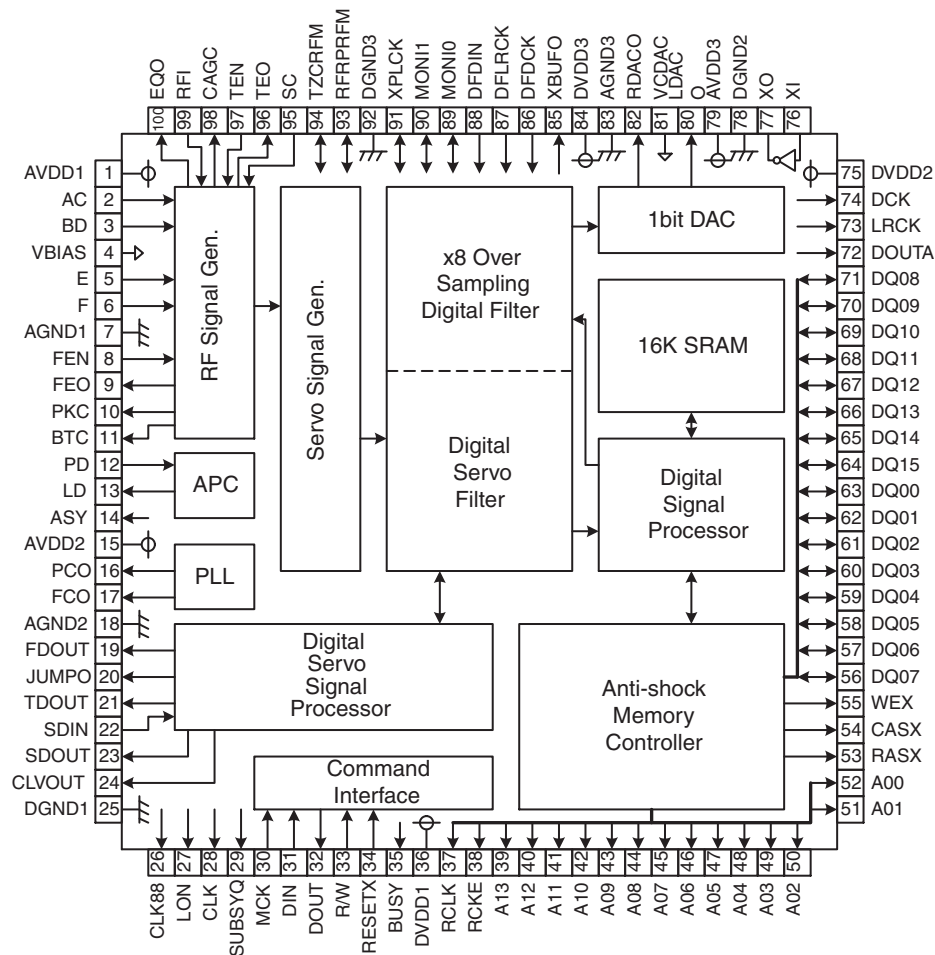 EQO
RFI
CAGC
TEN
TEO
SC
TZCRFM
RFRPRFM
DGND3
XPLCK
MONI1
MONI0
DFDIN
DFLRCK
DFDCK
XBUFO
DVDD3
AGND3
RDACO
VCDAC
LDAC
O
AVDD3
DGND2
XO
XI
100
99
98
97
96
95
94
93
92
91
90
89
88
87
86
85
84
83
82
81
80
79
78
77
76
AVDD1 1
AC 2
BD 3
VBIAS 4
E 5
F 6
AGND1 7
FEN 8
FEO 9
PKC 10
BTC 11
PD 12
LD 13
ASY 14
AVDD2 15
PCO 16
FCO 17
AGND2 18
FDOUT 19
JUMPO 20
TDOUT 21
SDIN 22
SDOUT 23
CLVOUT 24
DGND1 25
RF Signal Gen.
Servo Signal Gen.
x8 Over
Sampling
Digital Filter
Digital
Servo
Filter
1bit DAC
16K SRAM
Digital
Signal
Processor
APC
PLL
Digital
Servo
Signal
Processor
Anti-shock
Memory
Controller
Command
Interface
75 DVDD2
74 DCK
73 LRCK
72 DOUTA
71 DQ08
70 DQ09
69 DQ10
68 DQ11
67 DQ12
66 DQ13
65 DQ14
64 DQ15
63 DQ00
62 DQ01
61 DQ02
60 DQ03
59 DQ04
58 DQ05
57 DQ06
56 DQ07
55 WEX
54 CASX
53 RASX
52 A00
51 A01
26
27
28
29
30
31
32
33
34
35
36
37
38
39
40
41
42
43
44
45
46
47
48
49
50
CLK88
LON
CLK
SUBSYQ
MCK
DIN
DOUT
R/W
RESETX
BUSY
DVDD1
RCLK
RCKE
A13
A12
A11
A10
A09
A08
A07
A06
A05
A04
A03
A02